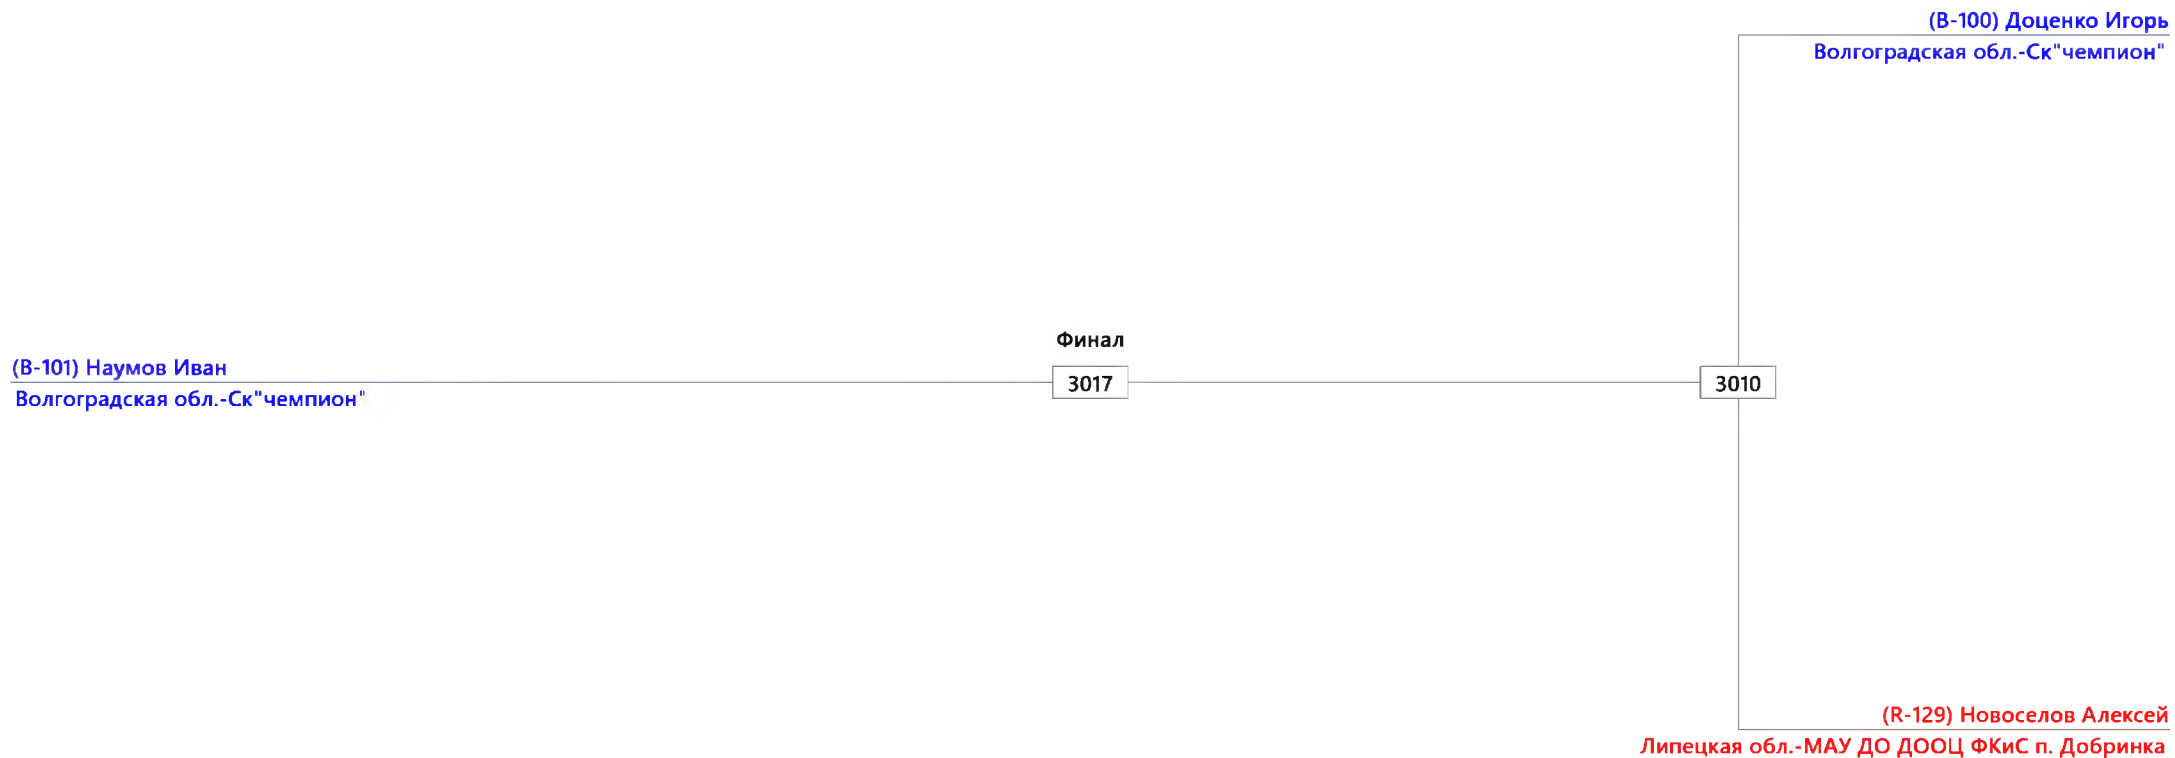 (B-100) Доценко Игорь
Волгоградская обл.-Ск"чемпион"
Финал
(B-101) Наумов Иван
3017
3010
Волгоградская обл.-Ск"чемпион"
(R-129) Новоселов Алексей
Липецкая обл.-МАУ ДО ДООЦ ФКиС п. Добринка